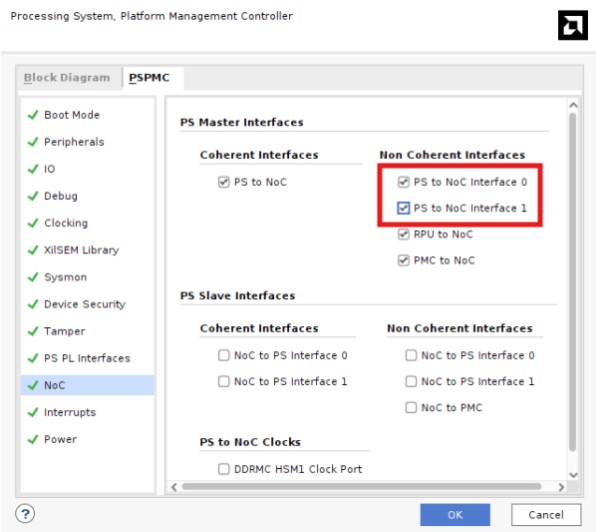 Processing System, Platform Management Controller
Block Diagram PSPMC
Boot Mode
Peripherals
IO
Debug
Clocking
XilSEM Library
Sysmon
Device Security
Tamper
PS PL Interfaces
NoC
Interrupts
Power
PS Master Interfaces
Coherent Interfaces Non Coherent Interfaces
PS to NoC PS to NoC Interface 0
PS to NoC Interface 1
RPU to NoC
PMC to NoC
PS Slave Interfaces
Coherent Interfaces Non Coherent Interfaces
NoC to PS Interface 0 NoC to PS Interface 0
NoC to PS Interface 1 NoC to PS Interface 1
NoC to PMC
PS to NoC Clocks
DDRMC HSM1 Clock Port
? OK Cancel